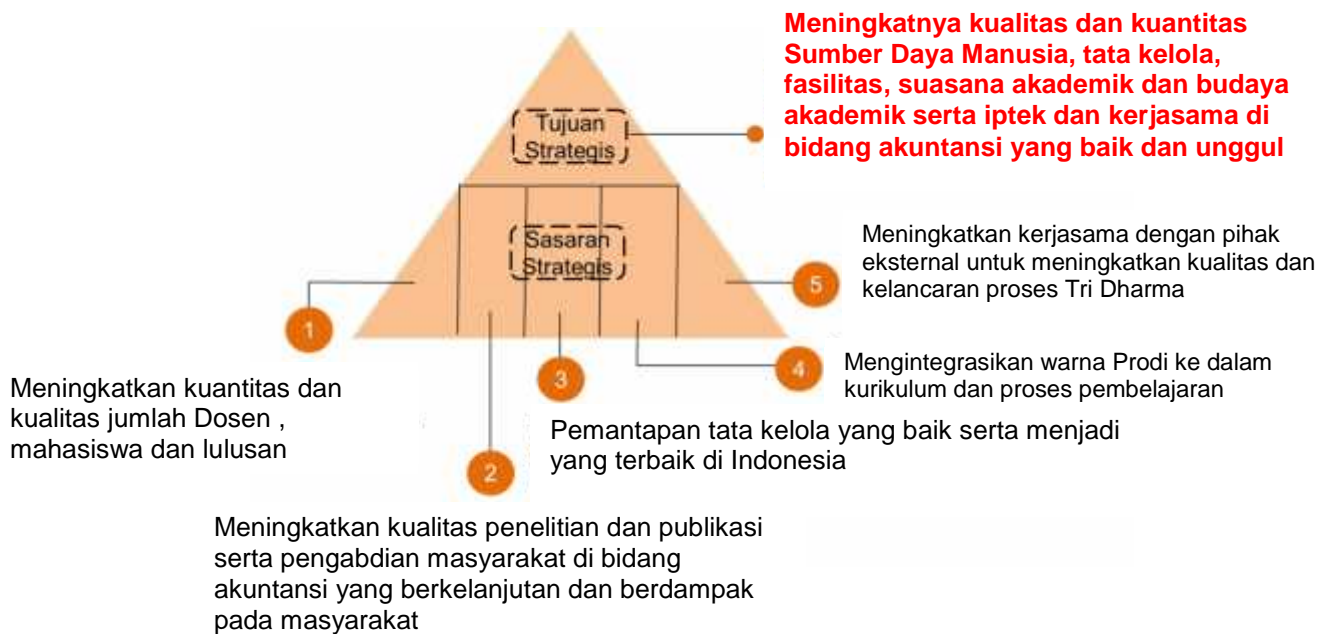 Meningkatnya kualitas dan kuantitas
Sumber Daya Manusia, tata kelola,
fasilitas, suasana akademik dan budaya
akademik serta iptek dan kerjasama di
bidang akuntansi yang baik dan unggul
Tujuan
Strategis
Sasaran
Strategis
5
Meningkatkan kerjasama dengan pihak
eksternal untuk meningkatkan kualitas dan
kelancaran proses Tri Dharma
1
Meningkatkan kuantitas dan
kualitas jumlah Dosen ,
mahasiswa dan lulusan
4
Mengintegrasikan warna Prodi ke dalam
kurikulum dan proses pembelajaran
3
Pemantapan tata kelola yang baik serta menjadi
yang terbaik di Indonesia
2
Meningkatkan kualitas penelitian dan publikasi
serta pengabdian masyarakat di bidang
akuntansi yang berkelanjutan dan berdampak
pada masyarakat